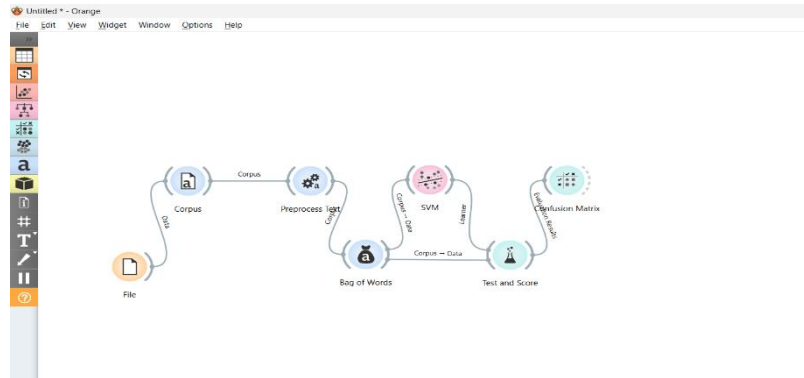 Untitled * - Orange
File Edit View Widget Window Options Help
Corpus
Corpus
Preprocess Text
Data
Corpus
Corpus → Data
SVM
Learner
Evaluation Results
Confusion Matrix
File
Bag of Words
Corpus → Data
Test and Score